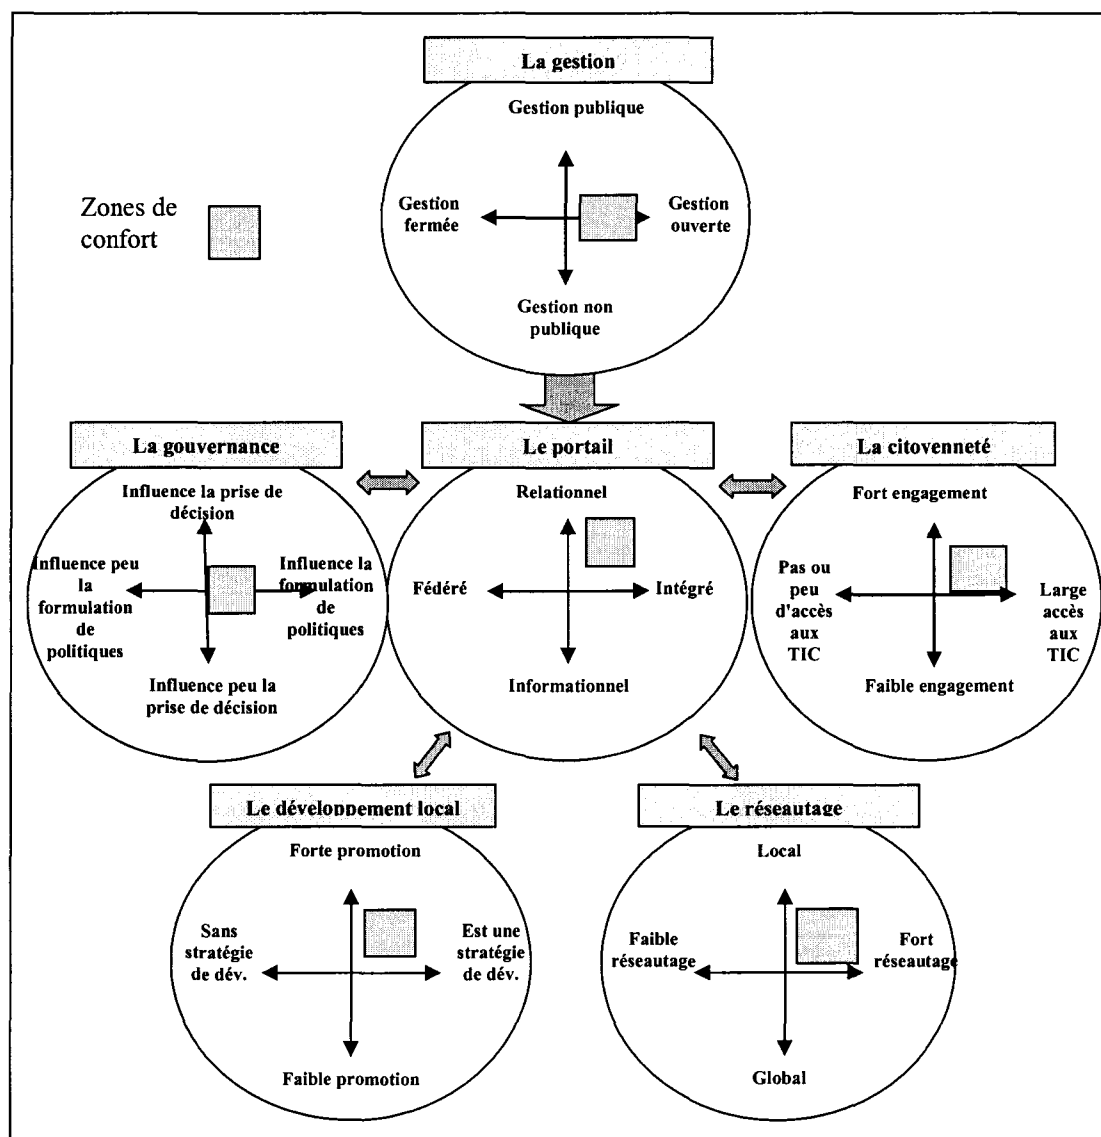 La gestion
Gestion publique
Zones de
confort
Gestion
fermée
Gestion
ouverte
Gestion non
publique
La gouvernance
Influence la prise de
décision
Influence peu
la
formulation
de
politiques
Influence la
formulation
de
politiques
Influence peu la
prise de décision
Le portail
Relationnel
Fédéré
Intégré
Informationnel
La citovenneté
Fort engagement
Pas ou
peu
d'accès
aux
TIC
Large
accès
aux
TIC
Faible engagement
Le développement local
Forte promotion
Sans
stratégie
de dév.
Est une
stratégie
de dév.
Faible promotion
Le réseautage
Local
Faible
réseautage
Fort
réseautage
Global